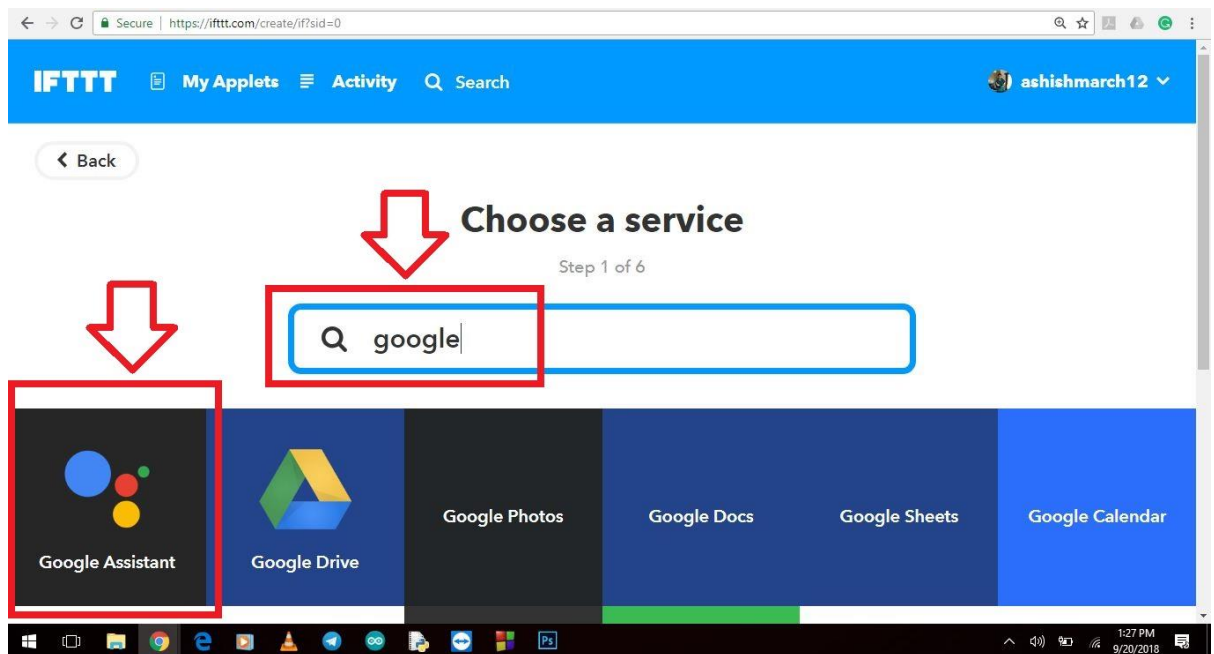 Secure | https://ifttt.com/create/if?sid=0
IFTTT My Applets Activity Search ashishmarch12
Back
Choose a service
Step 1 of 6
google
Google Assistant Google Drive Google Photos Google Docs Google Sheets Google Calendar
Ps
1:27 PM
9/20/2018